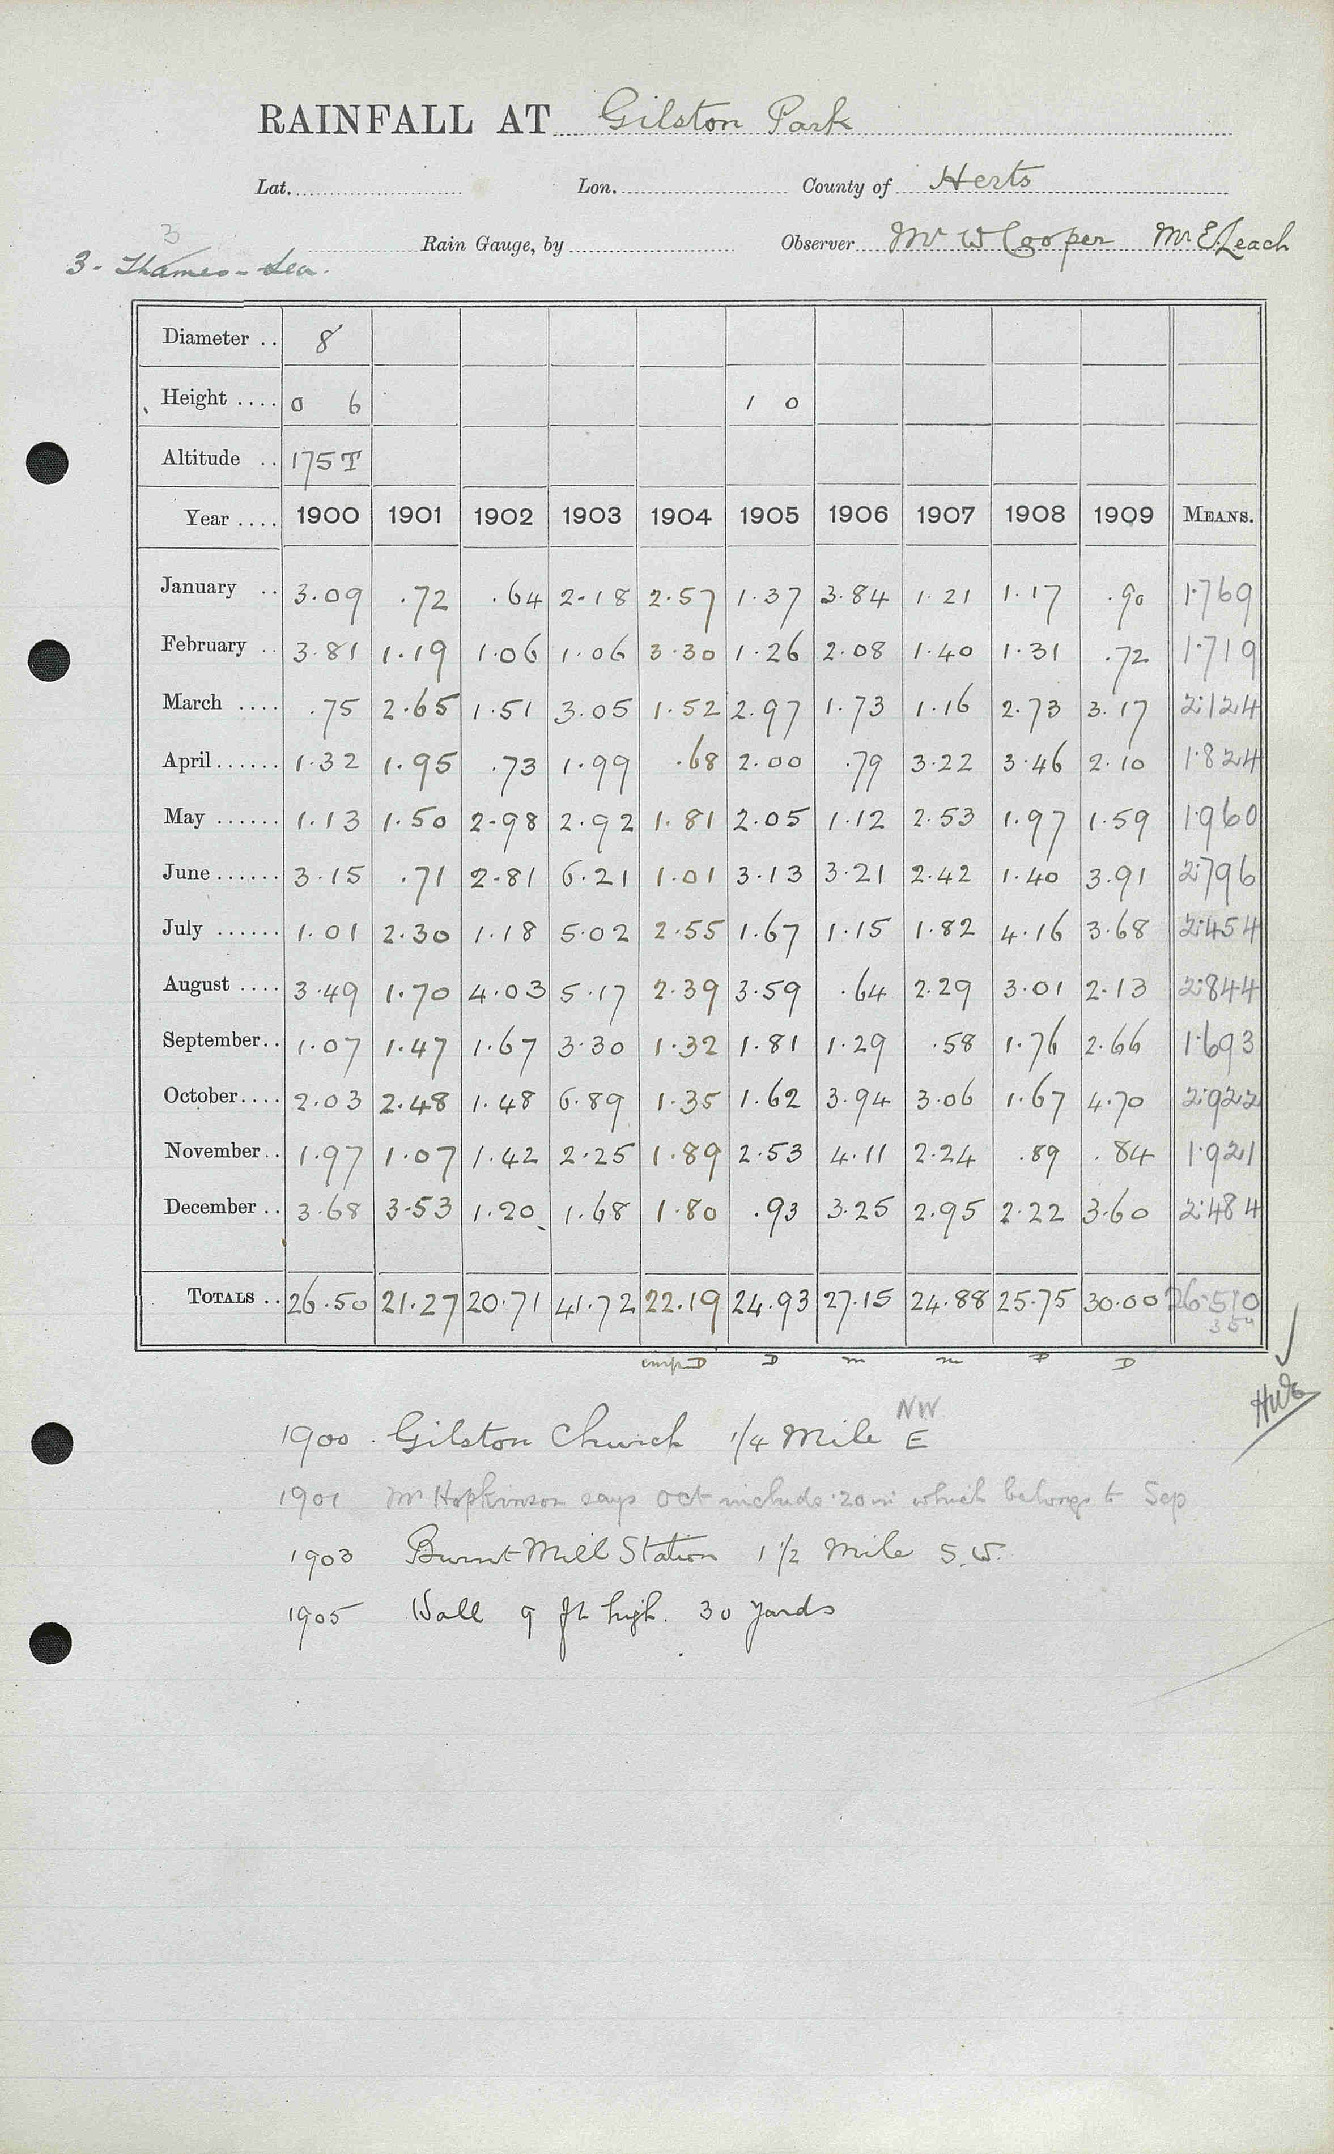 RAINFALL AT Gilston Park
Lat. Lon. County of Herts
3
Rain Gauge, by Observer Mr W Cooper Mr E. Leach
3 - Thames - Lea.
Diameter .. 8
Height .... 0 6 1 0
Altitude .. 175 T
Year .... 1900 1901 1902 1903 1904 1905 1906 1907 1908 1909 MEANS.
January .. 3.09 .72 .64 2.18 2.57 1.37 3.84 1.21 1.17 .90 1.769
February .. 3.81 1.19 1.06 1.06 3.30 1.26 2.08 1.40 1.31 .72 1.719
March .... .75 2.65 1.51 3.05 1.52 2.97 1.73 1.16 2.73 3.17 2.124
April ...... 1.32 1.95 .73 1.99 .68 2.00 .79 3.22 3.46 2.10 1.824
May ...... 1.13 1.50 2.98 2.92 1.81 2.05 1.12 2.53 1.97 1.59 1.960
June ...... 3.15 .71 2.81 6.21 1.01 3.13 3.21 2.42 1.40 3.91 2.796
July ...... 1.01 2.30 1.18 5.02 2.55 1.67 1.15 1.82 4.16 3.68 2.454
August .... 3.49 1.70 4.03 5.17 2.39 3.59 .64 2.29 3.01 2.13 2.844
September .. 1.07 1.47 1.67 3.30 1.32 1.81 1.29 .58 1.76 2.66 1.693
October .... 2.03 2.48 1.48 6.89 1.35 1.62 3.94 3.06 1.67 4.70 2.922
November .. 1.97 1.07 1.42 2.25 1.89 2.53 4.11 2.24 .89 .84 1.921
December .. 3.68 3.53 1.20 1.68 1.80 .93 3.25 2.95 2.22 3.60 2.484
TOTALS .. 26.50 21.27 20.71 41.72 22.19 24.93 27.15 24.88 25.75 30.00 26.510
D D m m D
1900 . Gilston Church 1/4 Mile E NW
1901 Mr Hopkinson says Oct include .20 in which belongs to Sep
1903 Burnt Mill Station 1 1/2 Mile S.W.
1905 Wall 9 ft high. 30 yards